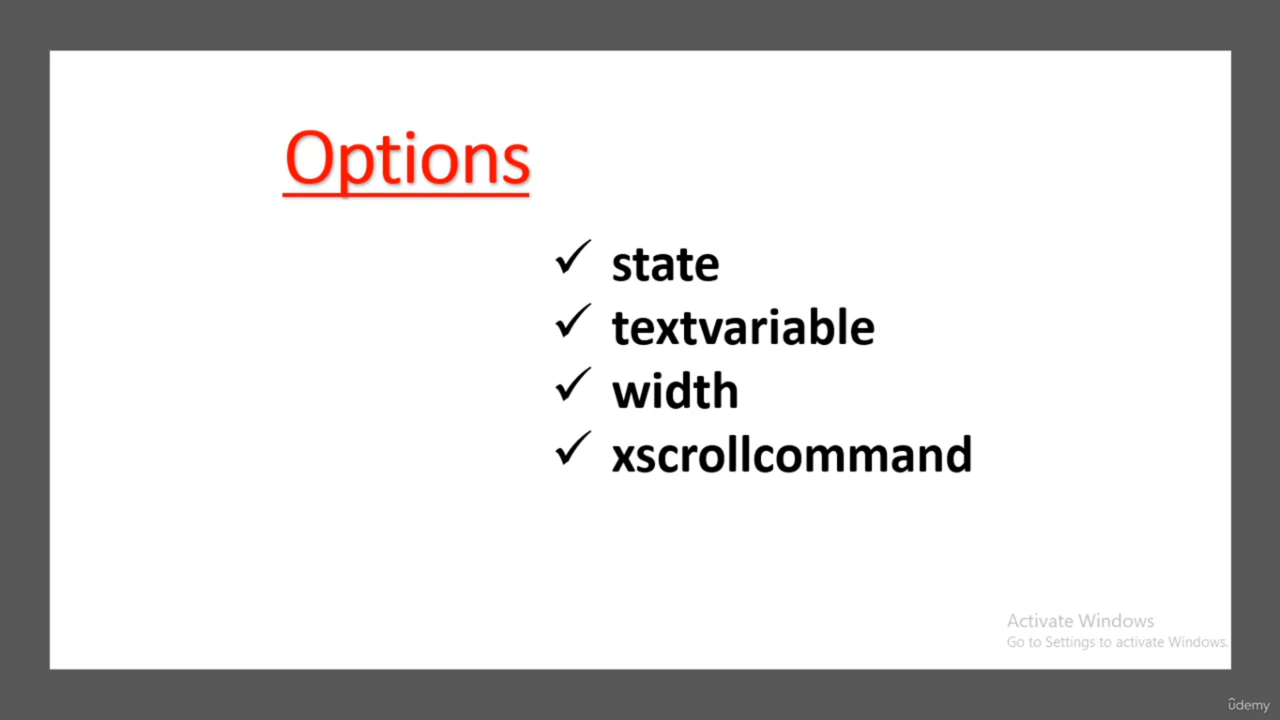 Options
✓ state
✓ textvariable
✓ width
✓ xscrollcommand
Activate Windows
Go to Settings to activate Windows.
ûdemy